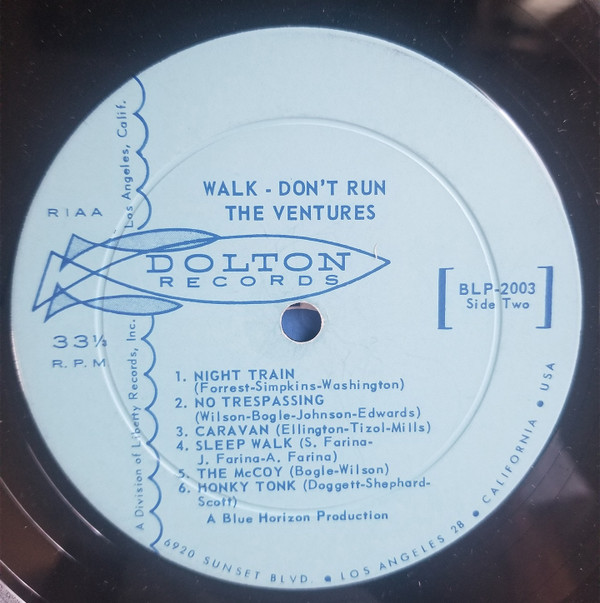 WALK - DON'T RUN
THE VENTURES
RIAA
DOLTON
RECORDS
33⅓
R.P.M
BLP-2003
Side Two
1. NIGHT TRAIN
(Forrest-Simpkins-Washington)
2. NO TRESPASSING
(Wilson-Bogle-Johnson-Edwards)
3. CARAVAN (Ellington-Tizol-Mills)
4. SLEEP WALK (S. Farina-
J. Farina-A. Farina)
5. THE McCOY (Bogle-Wilson)
6. HONKY TONK (Doggett-Shephard-
Scott)
A Blue Horizon Production
A Division of Liberty Records, Inc.
Los Angeles, Calif.
6920 SUNSET BLVD. • LOS ANGELES 28 • CALIFORNIA • USA